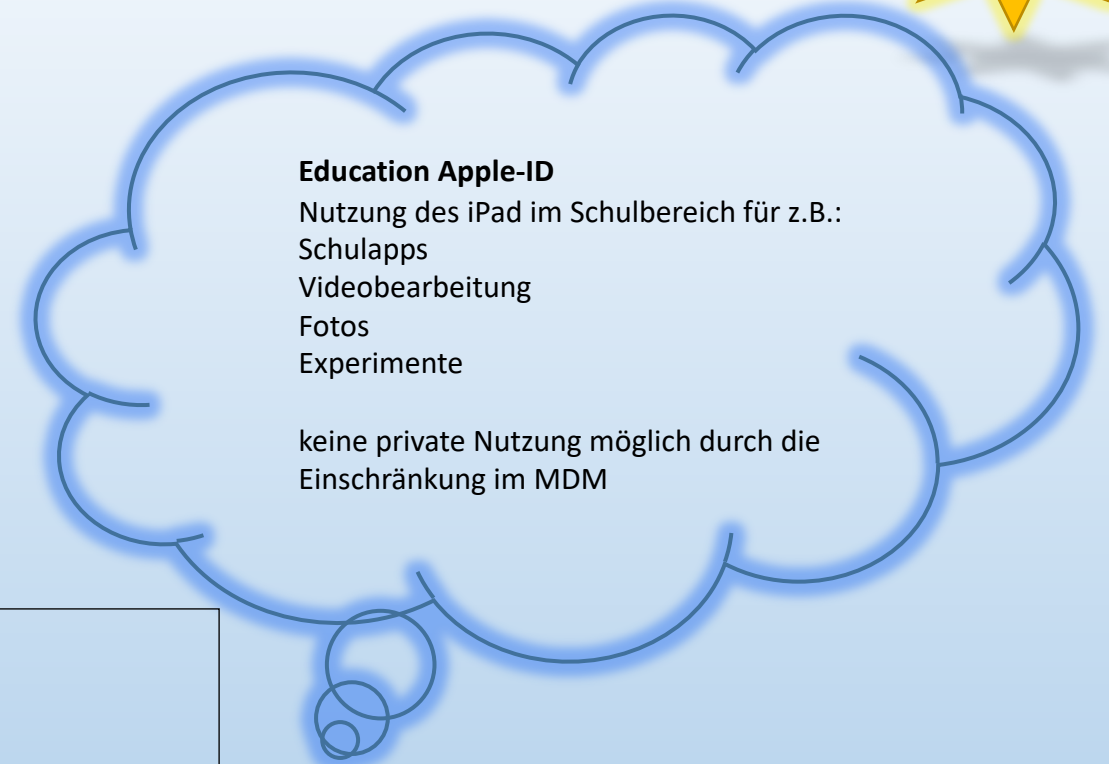 Education Apple-ID
Nutzung des iPad im Schulbereich für z.B.:
Schulapps
Videobearbeitung
Fotos
Experimente
keine private Nutzung möglich durch die
Einschränkung im MDM